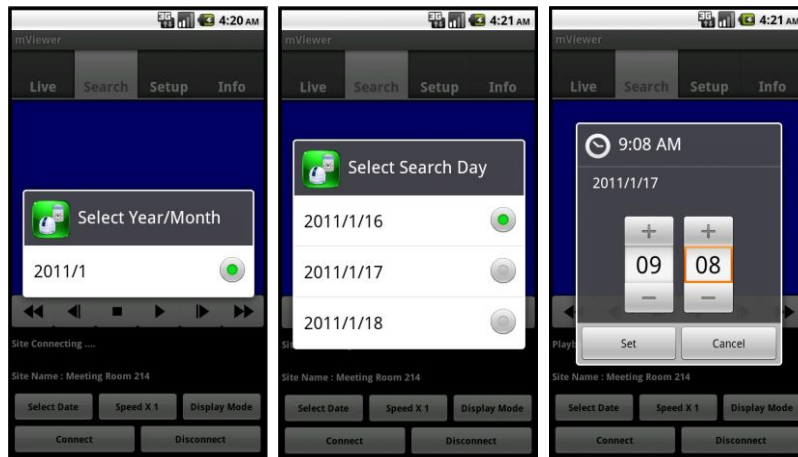 3G 4:20 AM
mViewer
Live Search Setup Info
Select Year/Month
2011/1
Site Connecting ....
Site Name : Meeting Room 214
Select Date Speed X 1 Display Mode
Connect Disconnect
3G 4:21 AM
mViewer
Live Search Setup Info
Select Search Day
2011/1/16
2011/1/17
2011/1/18
Site Name : Meeting Room 214
Select Date Speed X 1 Display Mode
Connect Disconnect
3G 4:21 AM
mViewer
Live Search Setup Info
9:08 AM
2011/1/17
+ +
09 08
- -
Set Cancel
Site Name : Meeting Room 214
Select Date Speed X 1 Display Mode
Connect Disconnect